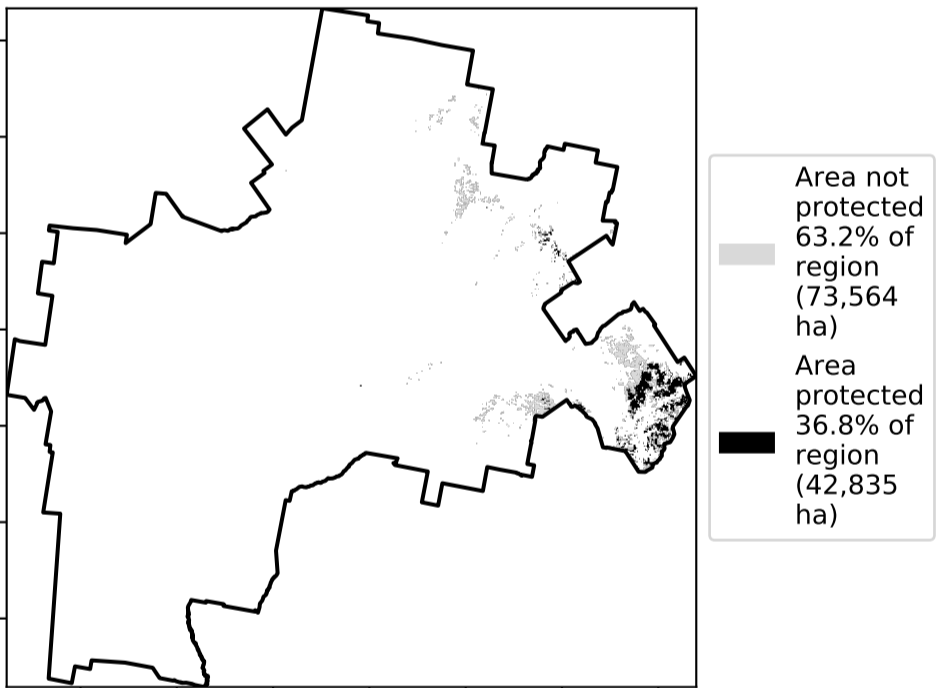 Area not
protected
63.2% of
region
(73,564
ha)
Area
protected
36.8% of
region
(42,835
ha)